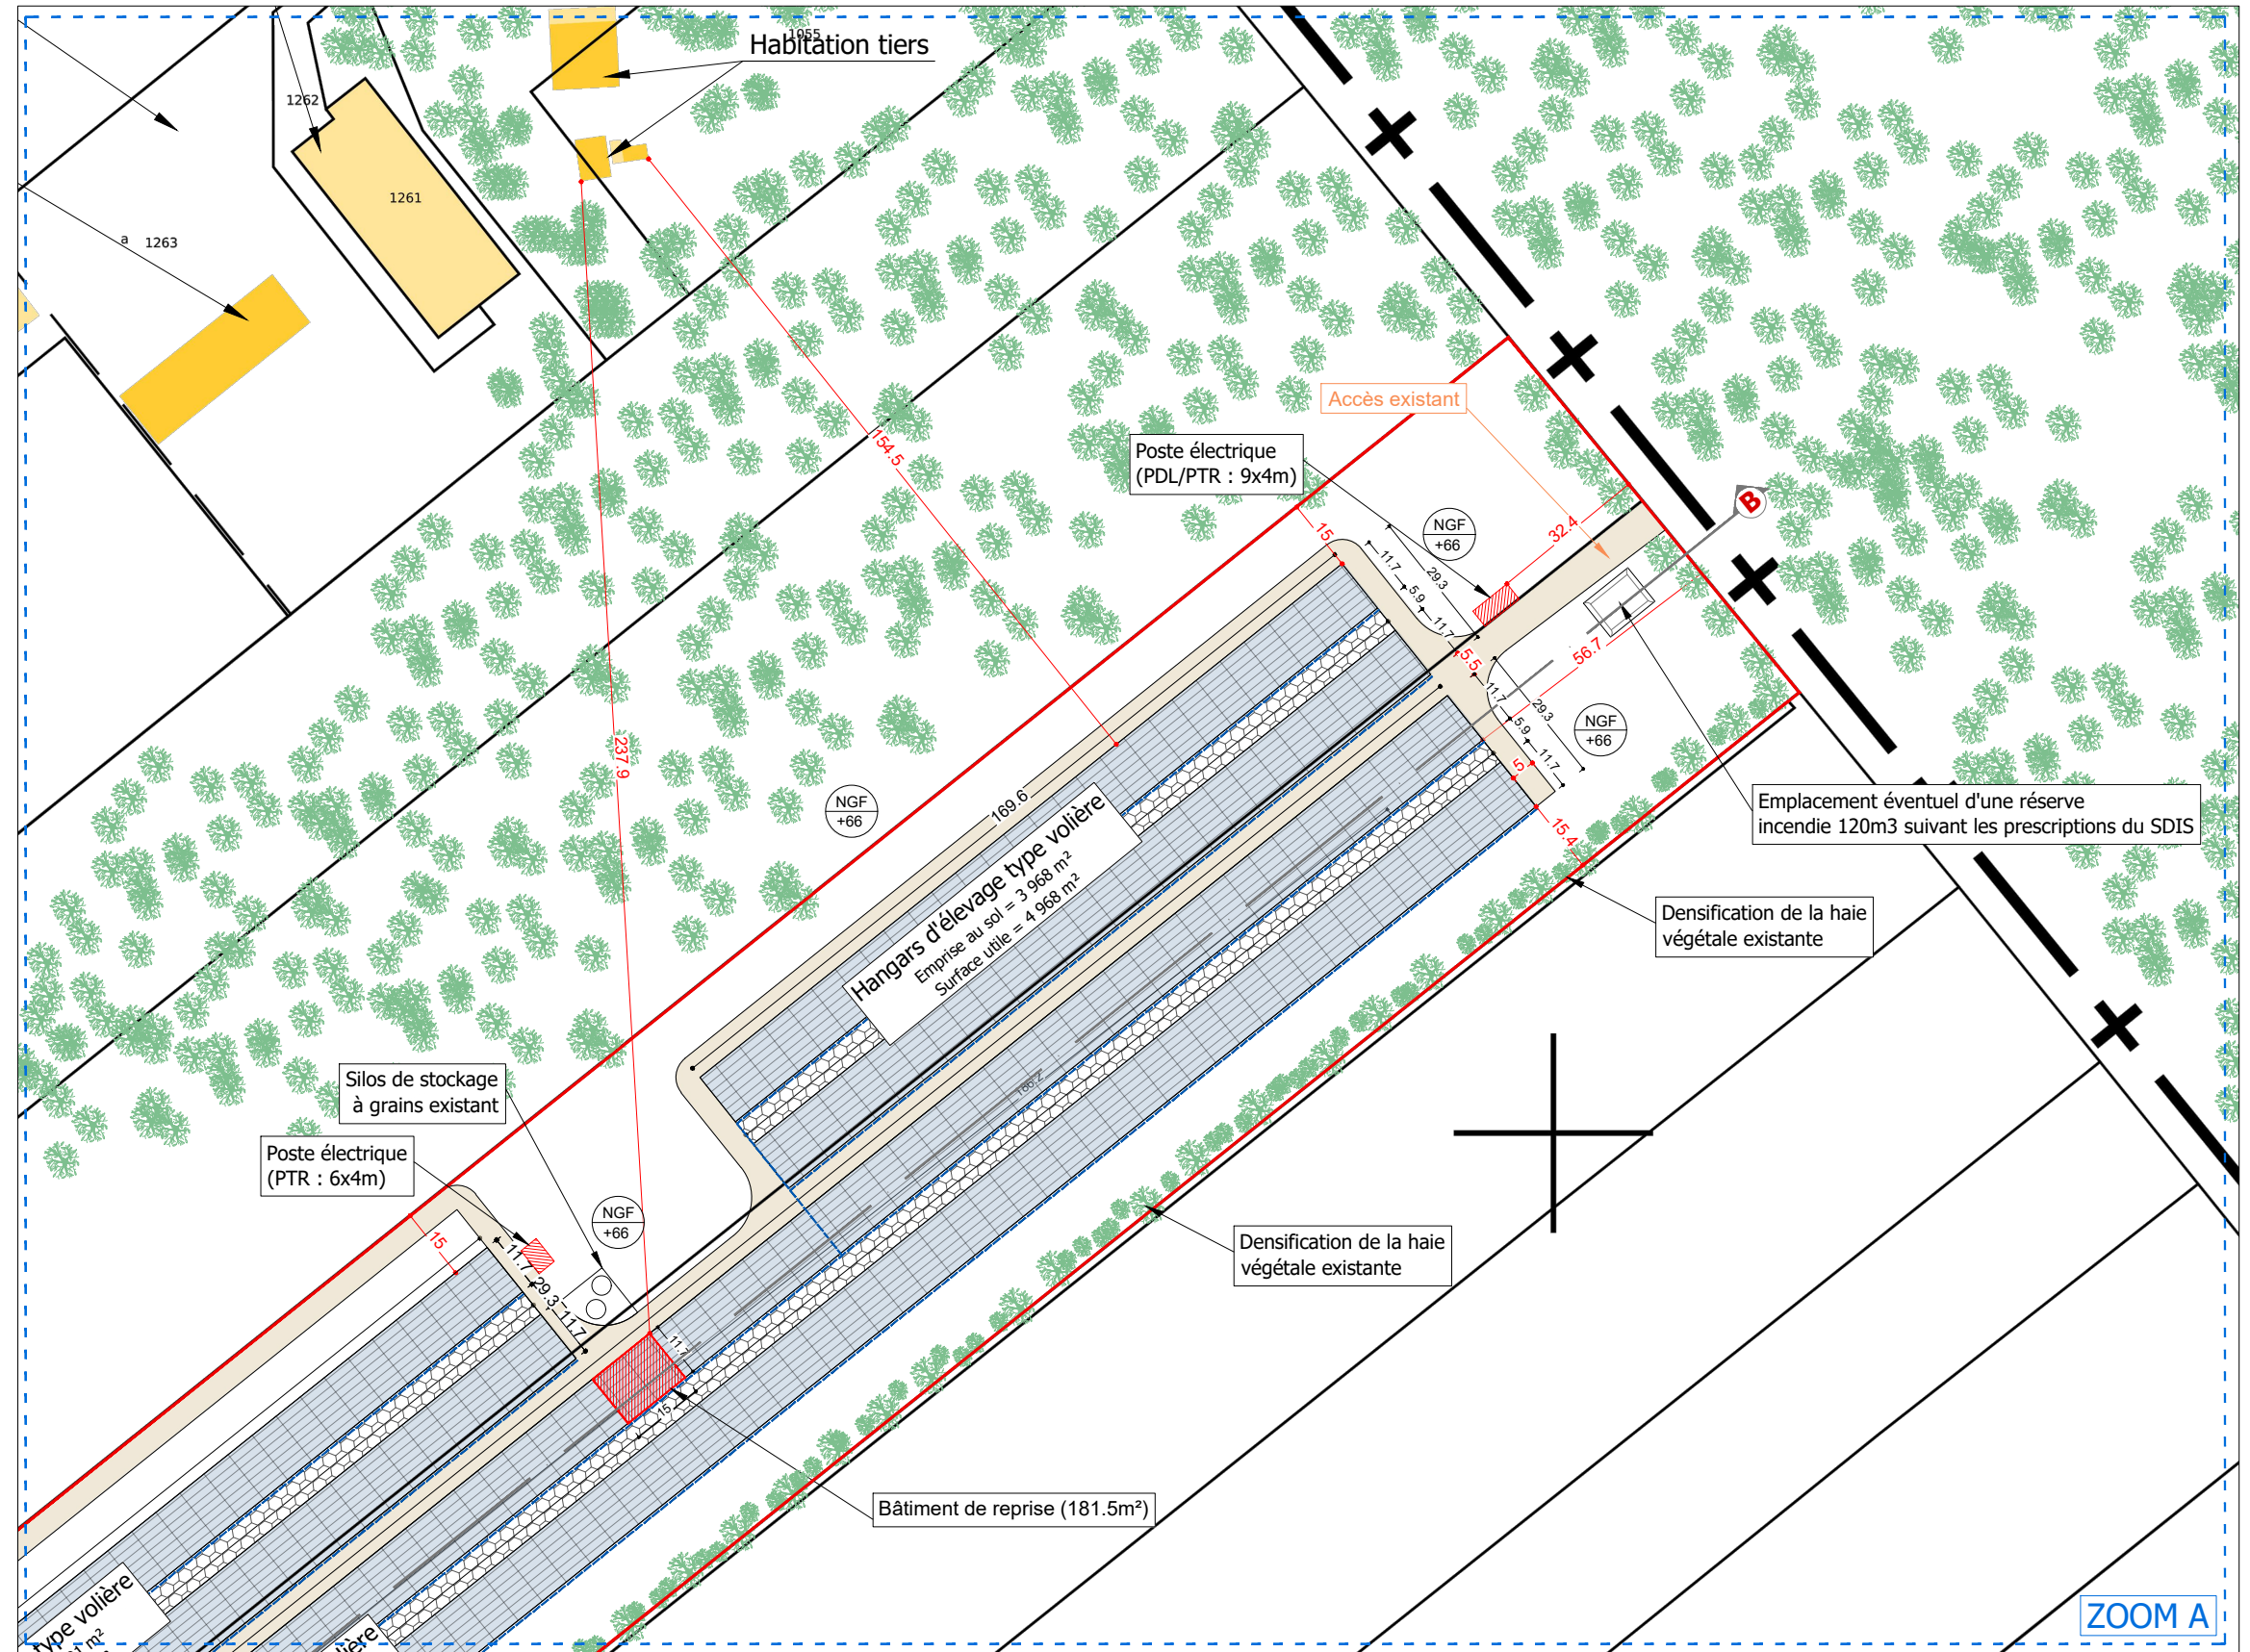 1055
Habitation tiers
1262
1261
a 1263
Accès existant
154.5
Poste électrique
(PDL/PTR : 9x4m)
B
32.4
15
NGF
+66
11.7
29.3
5.9
11.7
5.5
56.7
11.7
29.3
5.9
11.7
5
NGF
+66
237.9
NGF
+66
169.6
Hangars d'élevage type volière
Emprise au sol = 3 968 m²
Surface utile = 4 968 m²
Emplacement éventuel d'une réserve
incendie 120m3 suivant les prescriptions du SDIS
15.4
Densification de la haie
végétale existante
Silos de stockage
à grains existant
Poste électrique
(PTR : 6x4m)
NGF
+66
15
11.7
29.3
11.7
Densification de la haie
végétale existante
11.7
15
Bâtiment de reprise (181.5m²)
type volière
1 m²
lière
ZOOM A